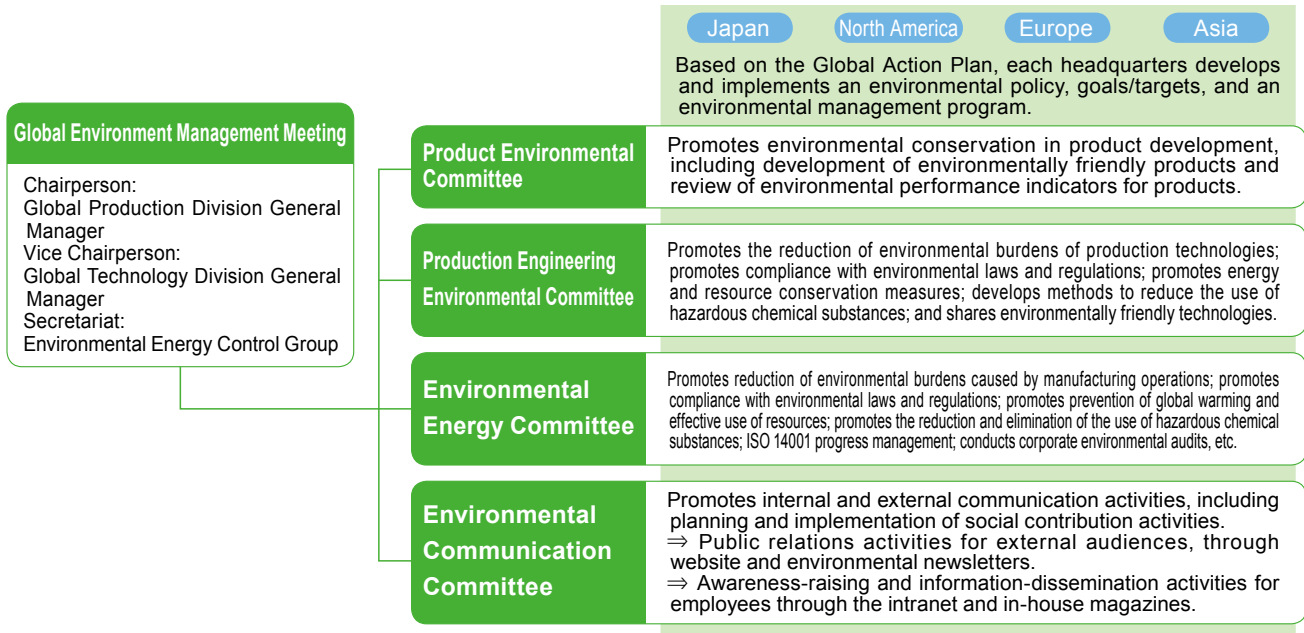 Japan
North America
Europe
Asia
Based on the Global Action Plan, each headquarters develops
and implements an environmental policy, goals/targets, and an
environmental management program.
Global Environment Management Meeting
Chairperson:
Global Production Division General
Manager
Vice Chairperson:
Global Technology Division General
Manager
Secretariat:
Environmental Energy Control Group
Product Environmental
Committee
Promotes environmental conservation in product development,
including development of environmentally friendly products and
review of environmental performance indicators for products.
Production Engineering
Environmental Committee
Promotes the reduction of environmental burdens of production technologies;
promotes compliance with environmental laws and regulations; promotes energy
and resource conservation measures; develops methods to reduce the use of
hazardous chemical substances; and shares environmentally friendly technologies.
Environmental
Energy Committee
Promotes reduction of environmental burdens caused by manufacturing operations; promotes
compliance with environmental laws and regulations; promotes prevention of global warming and
effective use of resources; promotes the reduction and elimination of the use of hazardous chemical
substances; ISO 14001 progress management; conducts corporate environmental audits, etc.
Environmental
Communication
Committee
Promotes internal and external communication activities, including
planning and implementation of social contribution activities.
⇒ Public relations activities for external audiences, through
website and environmental newsletters.
⇒ Awareness-raising and information-dissemination activities for
employees through the intranet and in-house magazines.